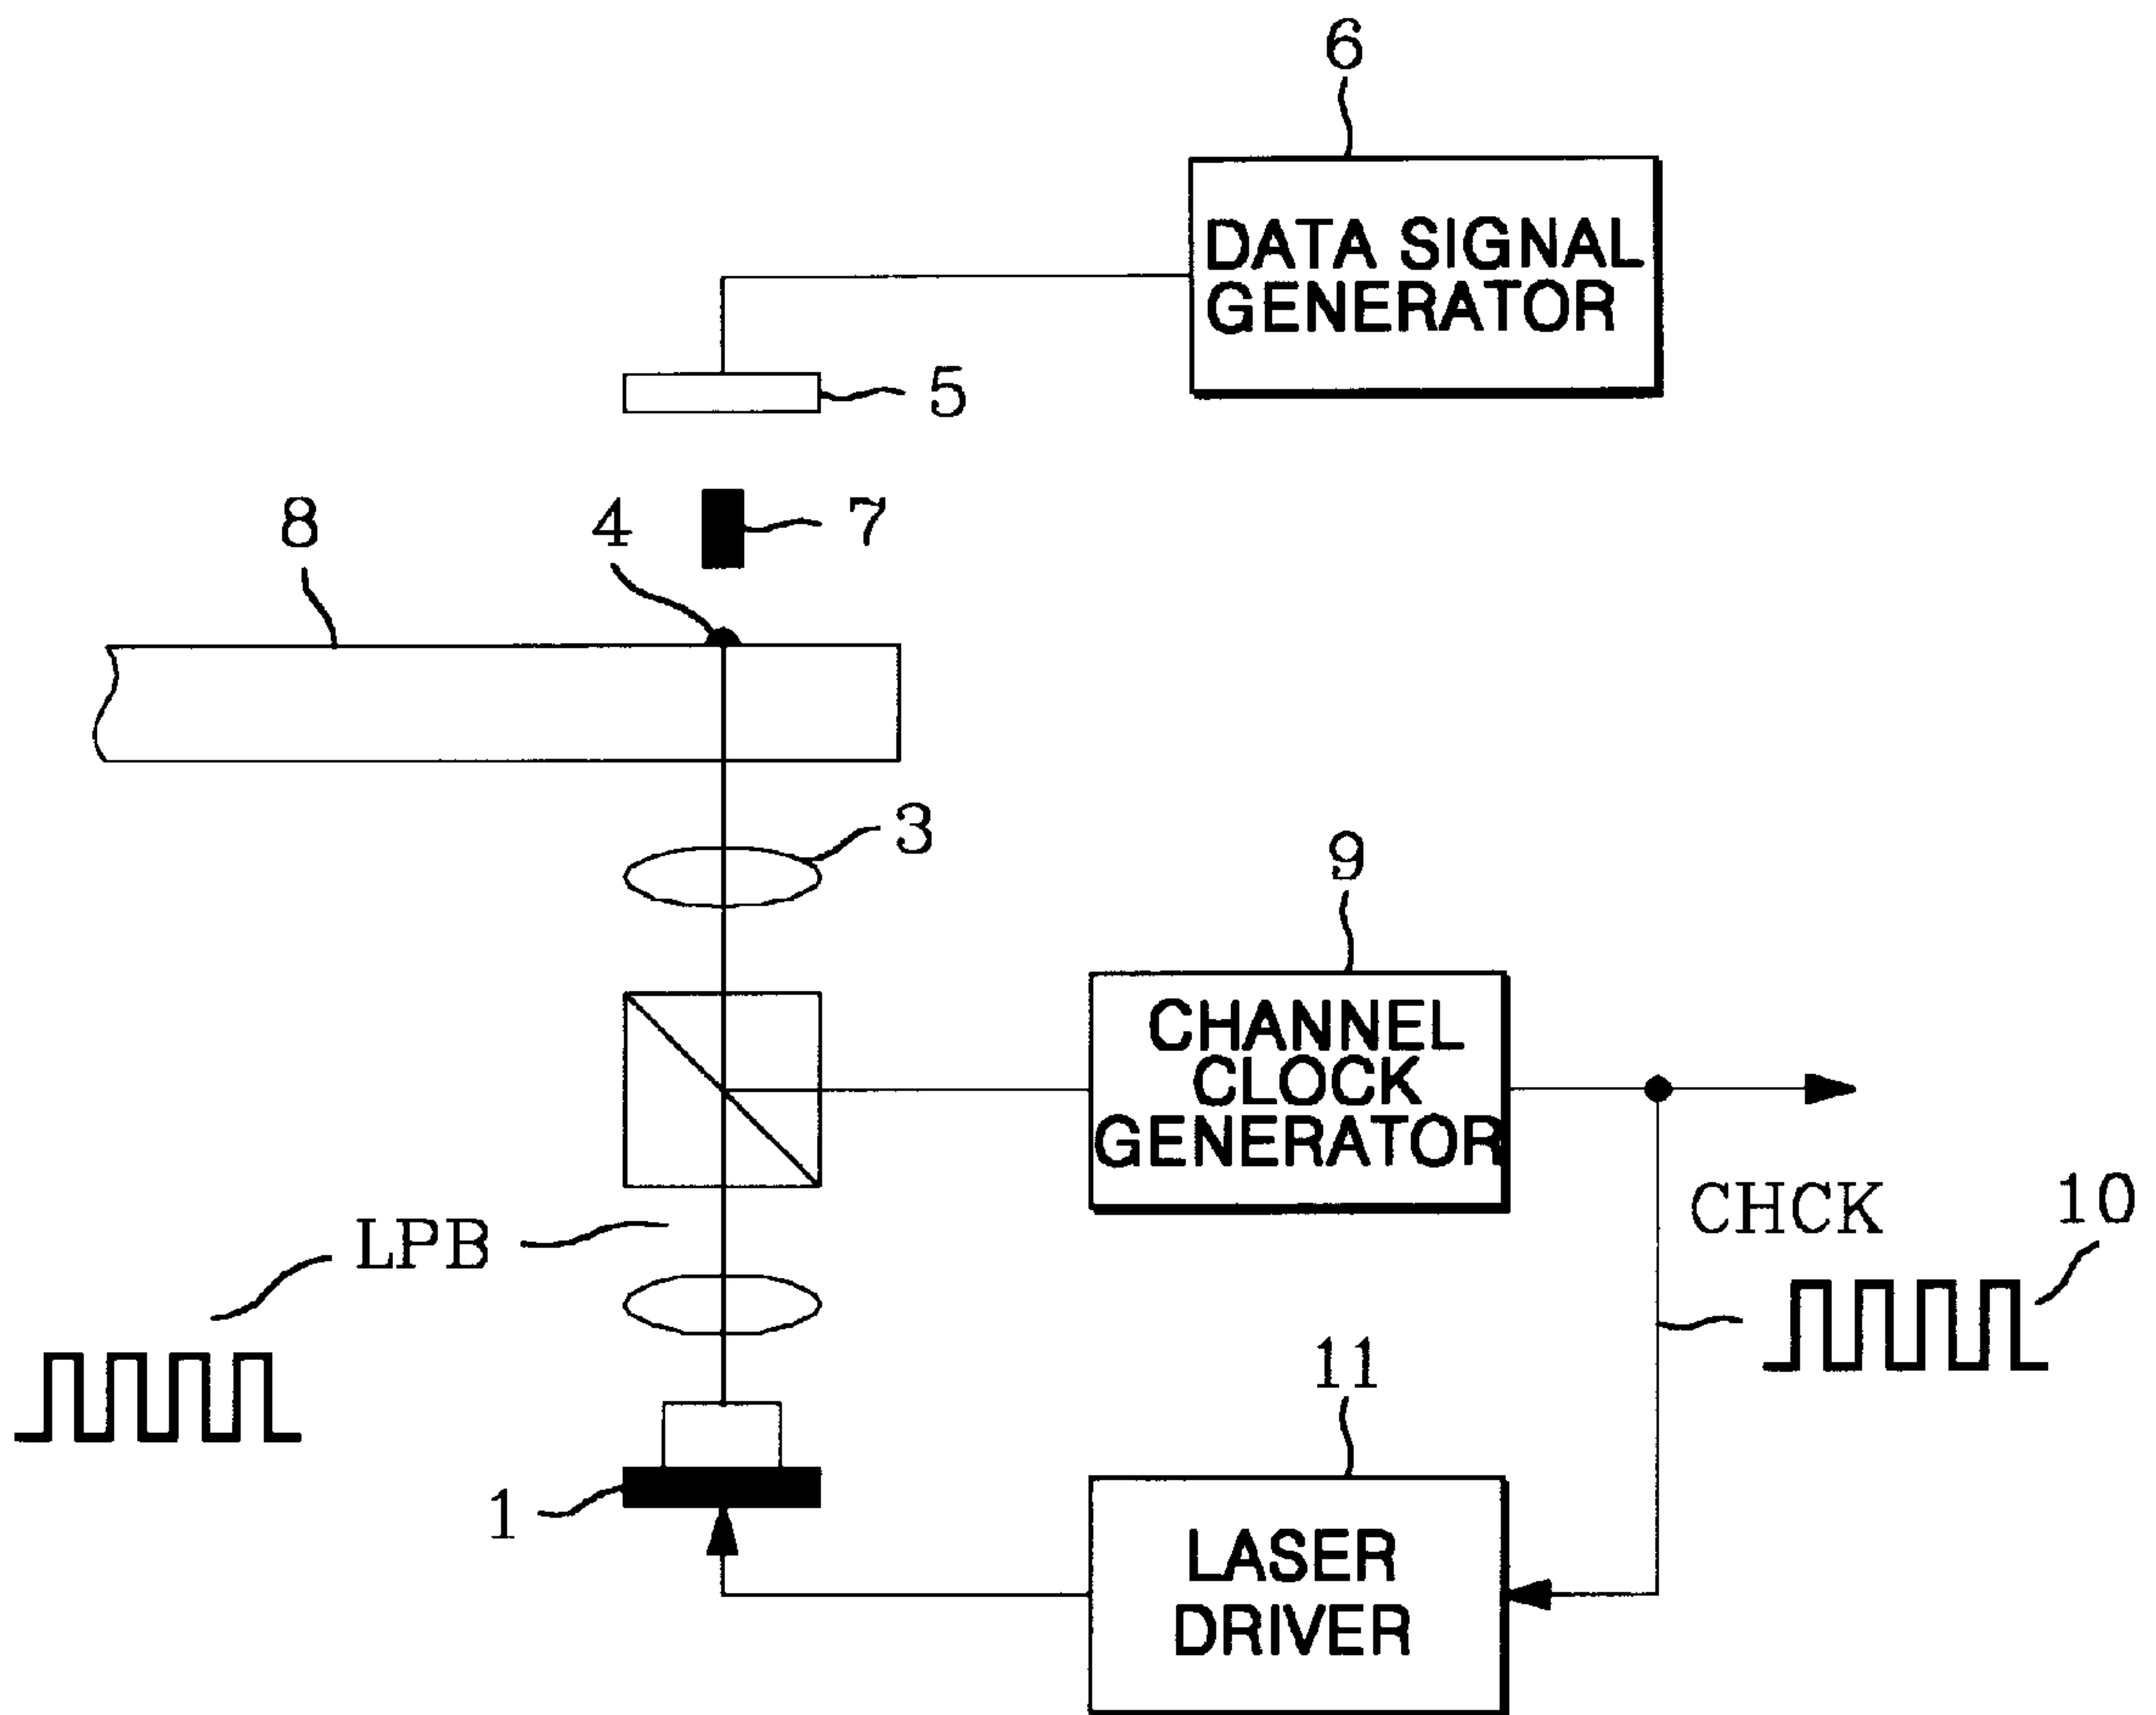 6
DATA SIGNAL
GENERATOR
5
8
4
7
3
9
CHANNEL
CLOCK
GENERATOR
LPB
CHCK
10
11
1
LASER
DRIVER